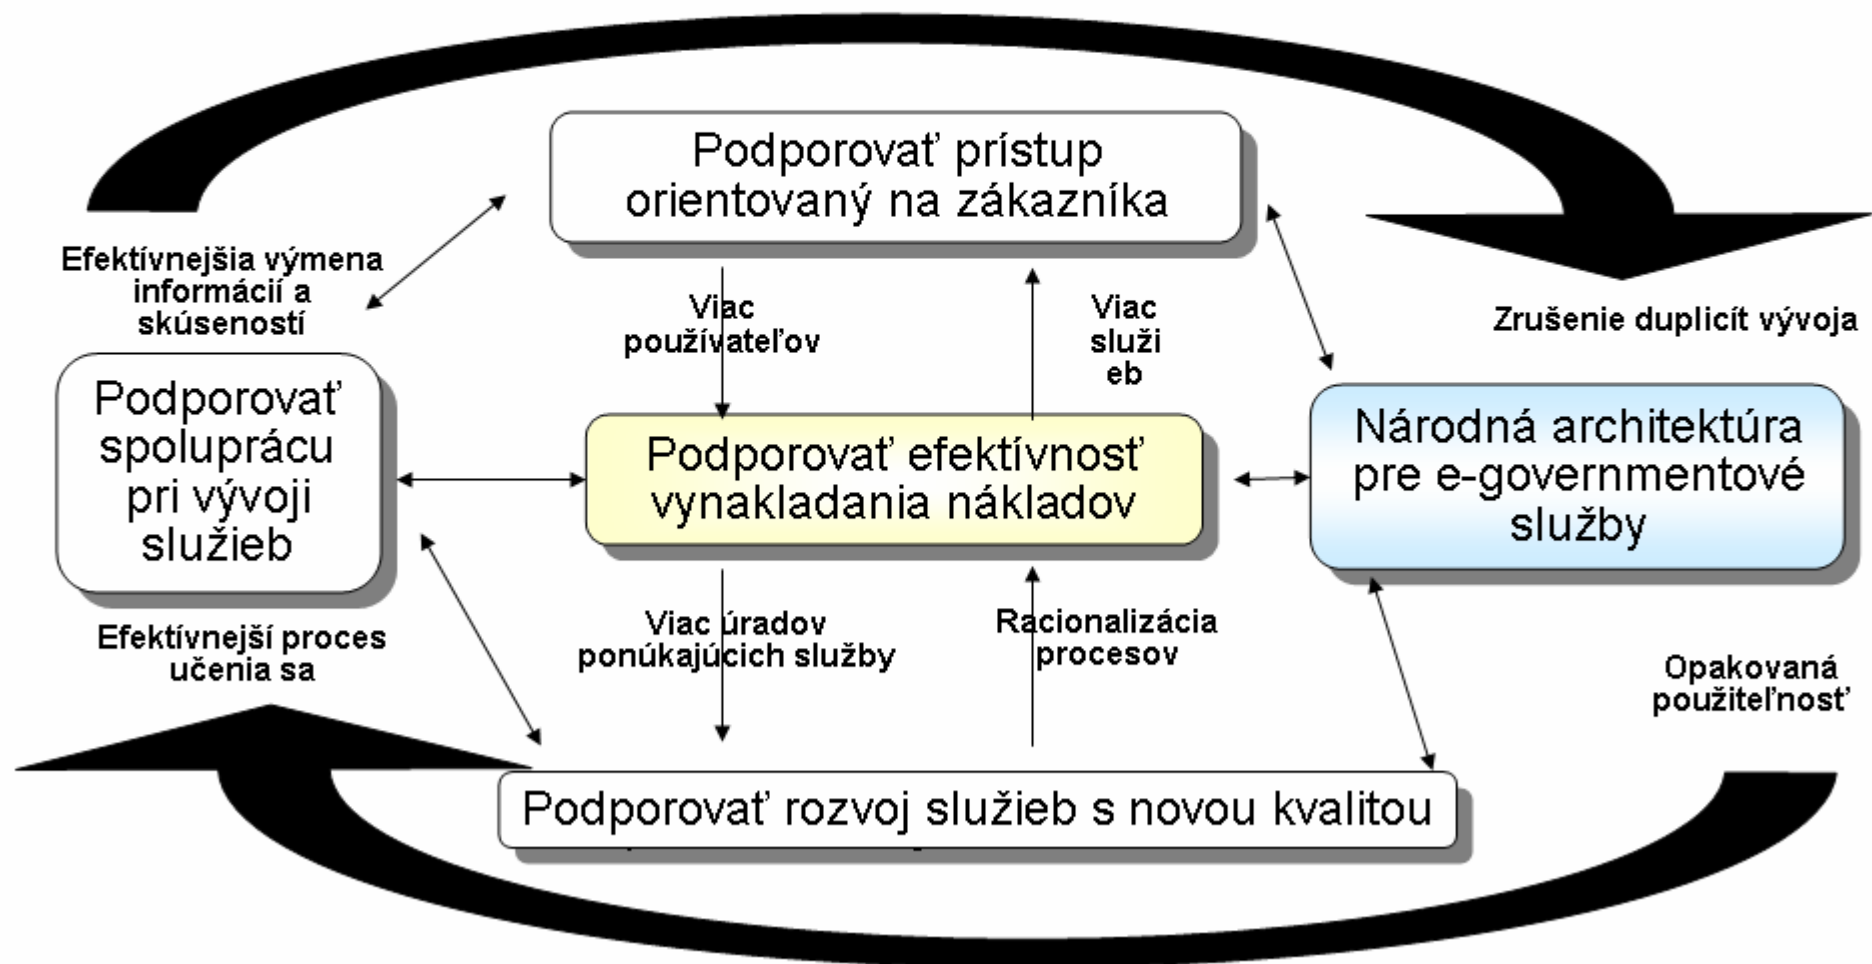 Podporovať prístup
orientovaný na zákazníka
Efektívnejšia výmena
informácií a
skúseností
Viac
používateľov
Viac
služi
eb
Zrušenie duplicít vývoja
Podporovať
spoluprácu
pri vývoji
služieb
Podporovať efektívnosť
vynakladania nákladov
Národná architektúra
pre e-governmentové
služby
Efektívnejší proces
učenia sa
Viac úradov
ponúkajúcich služby
Racionalizácia
procesov
Opakovaná
použiteľnosť
Podporovať rozvoj služieb s novou kvalitou